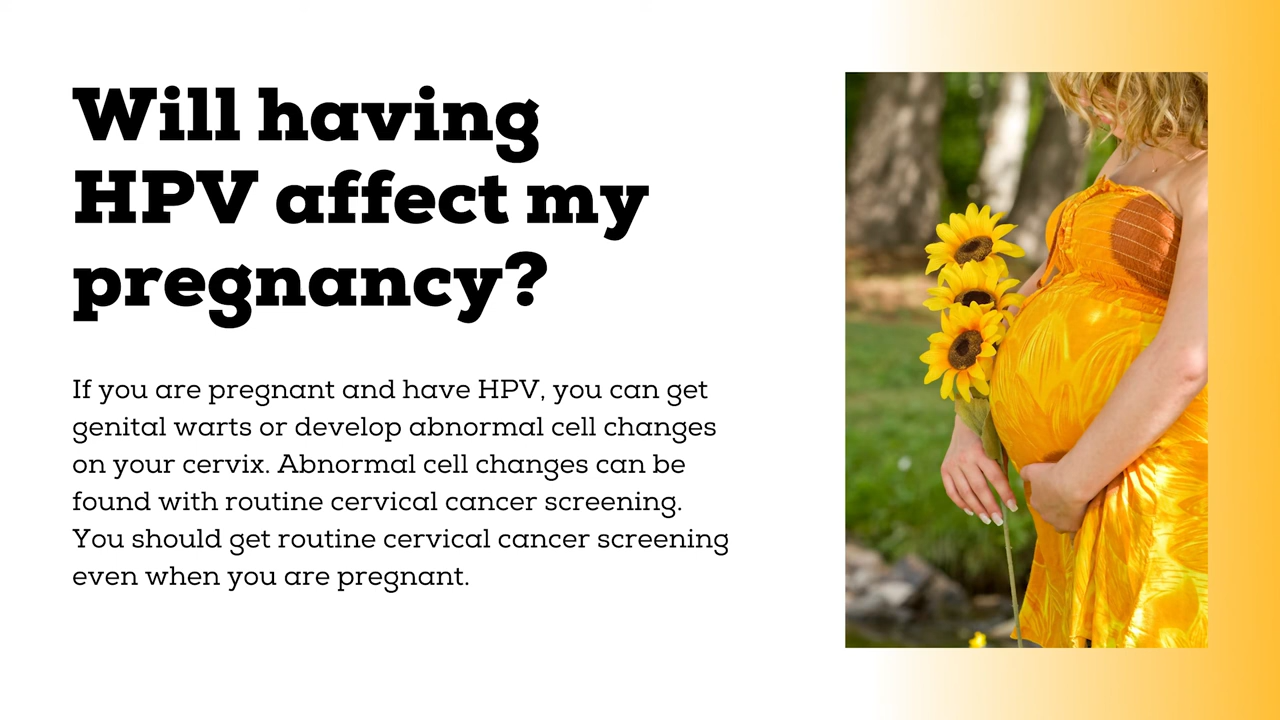 Will having
HPV affect my
pregnancy?
If you are pregnant and have HPV, you can get
genital warts or develop abnormal cell changes
on your cervix. Abnormal cell changes can be
found with routine cervical cancer screening.
You should get routine cervical cancer screening
even when you are pregnant.